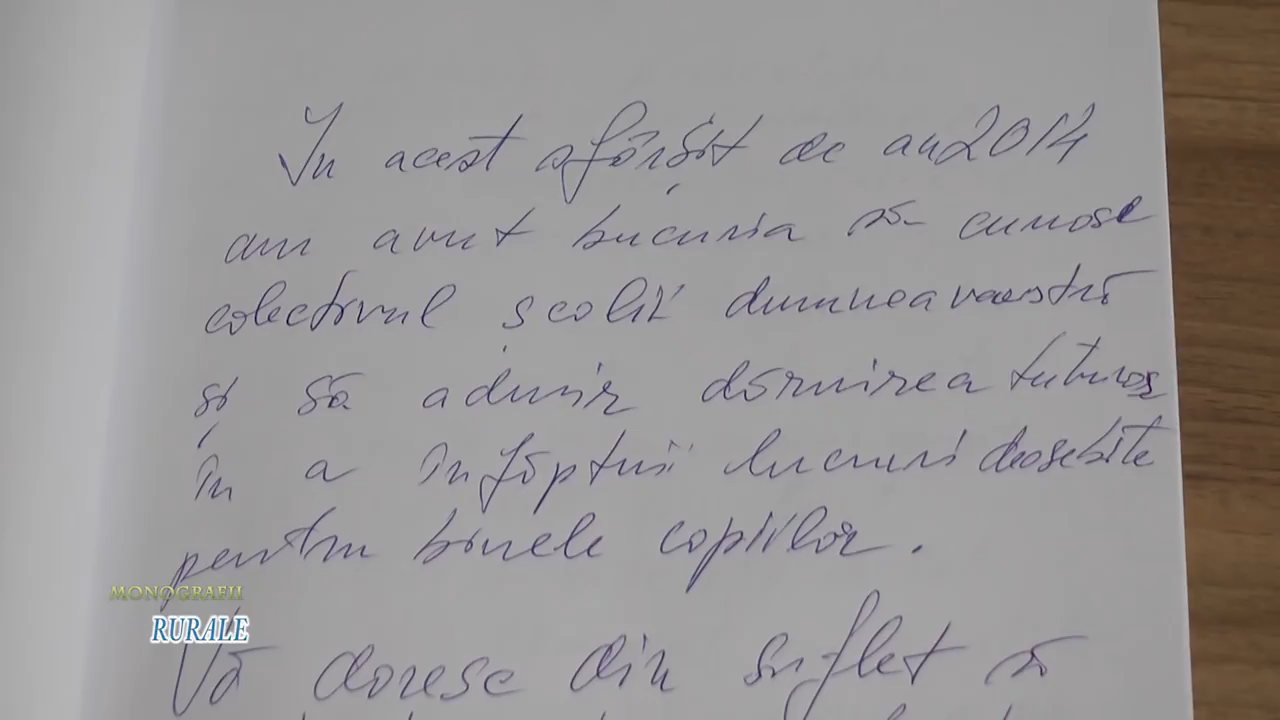 În acest sfârșit de an 2014
am avut bucuria să cunosc
colectivul școlii dumneavoastră
și să admir dăruirea tuturor
în a înfăptui lucruri deosebite
pentru binele copiilor.
MONOGRAFII
RURALE
Vă doresc din suflet să